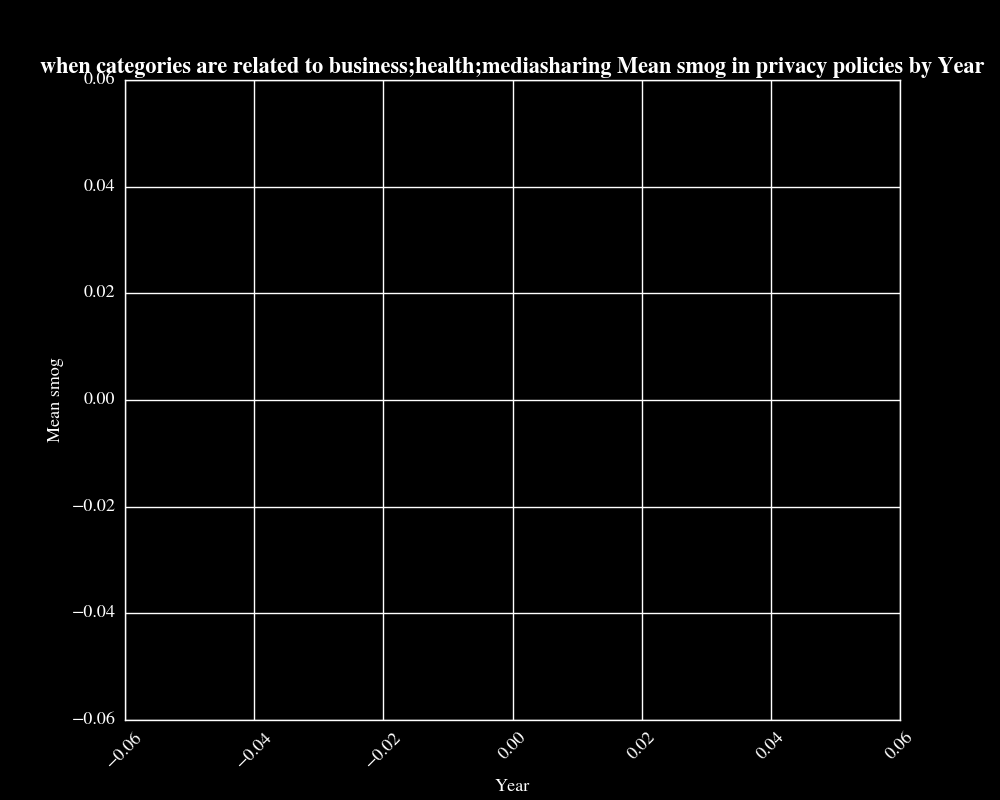 when categories are related to business;health;mediasharing Mean smog in privacy policies by Year
0.06
0.04
0.02
0.00
−0.02
−0.04
−0.06
Mean smog
−0.06 −0.04 −0.02 0.00 0.02 0.04 0.06
Year